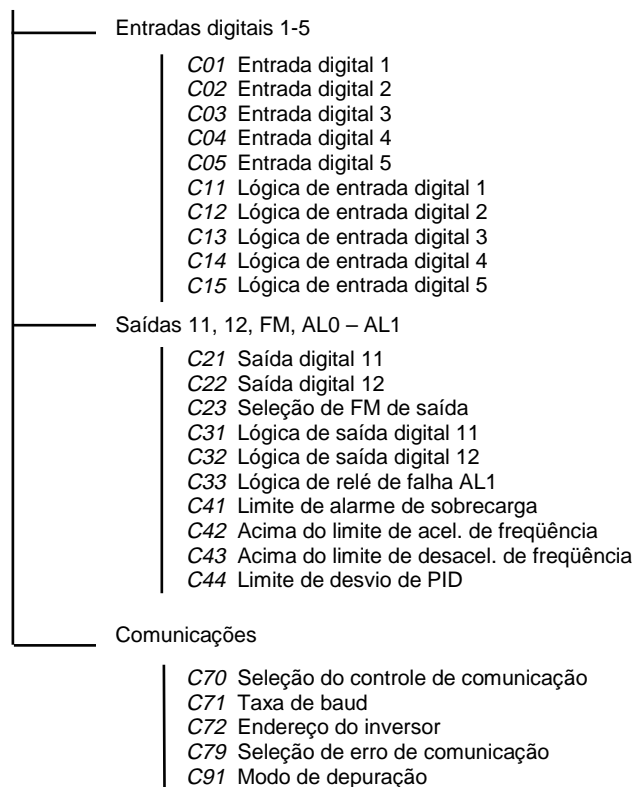 Entradas digitais 1-5
C01 Entrada digital 1
C02 Entrada digital 2
C03 Entrada digital 3
C04 Entrada digital 4
C05 Entrada digital 5
C11 Lógica de entrada digital 1
C12 Lógica de entrada digital 2
C13 Lógica de entrada digital 3
C14 Lógica de entrada digital 4
C15 Lógica de entrada digital 5
Saídas 11, 12, FM, AL0 – AL1
C21 Saída digital 11
C22 Saída digital 12
C23 Seleção de FM de saída
C31 Lógica de saída digital 11
C32 Lógica de saída digital 12
C33 Lógica de relé de falha AL1
C41 Limite de alarme de sobrecarga
C42 Acima do limite de acel. de freqüência
C43 Acima do limite de desacel. de freqüência
C44 Limite de desvio de PID
Comunicações
C70 Seleção do controle de comunicação
C71 Taxa de baud
C72 Endereço do inversor
C79 Seleção de erro de comunicação
C91 Modo de depuração